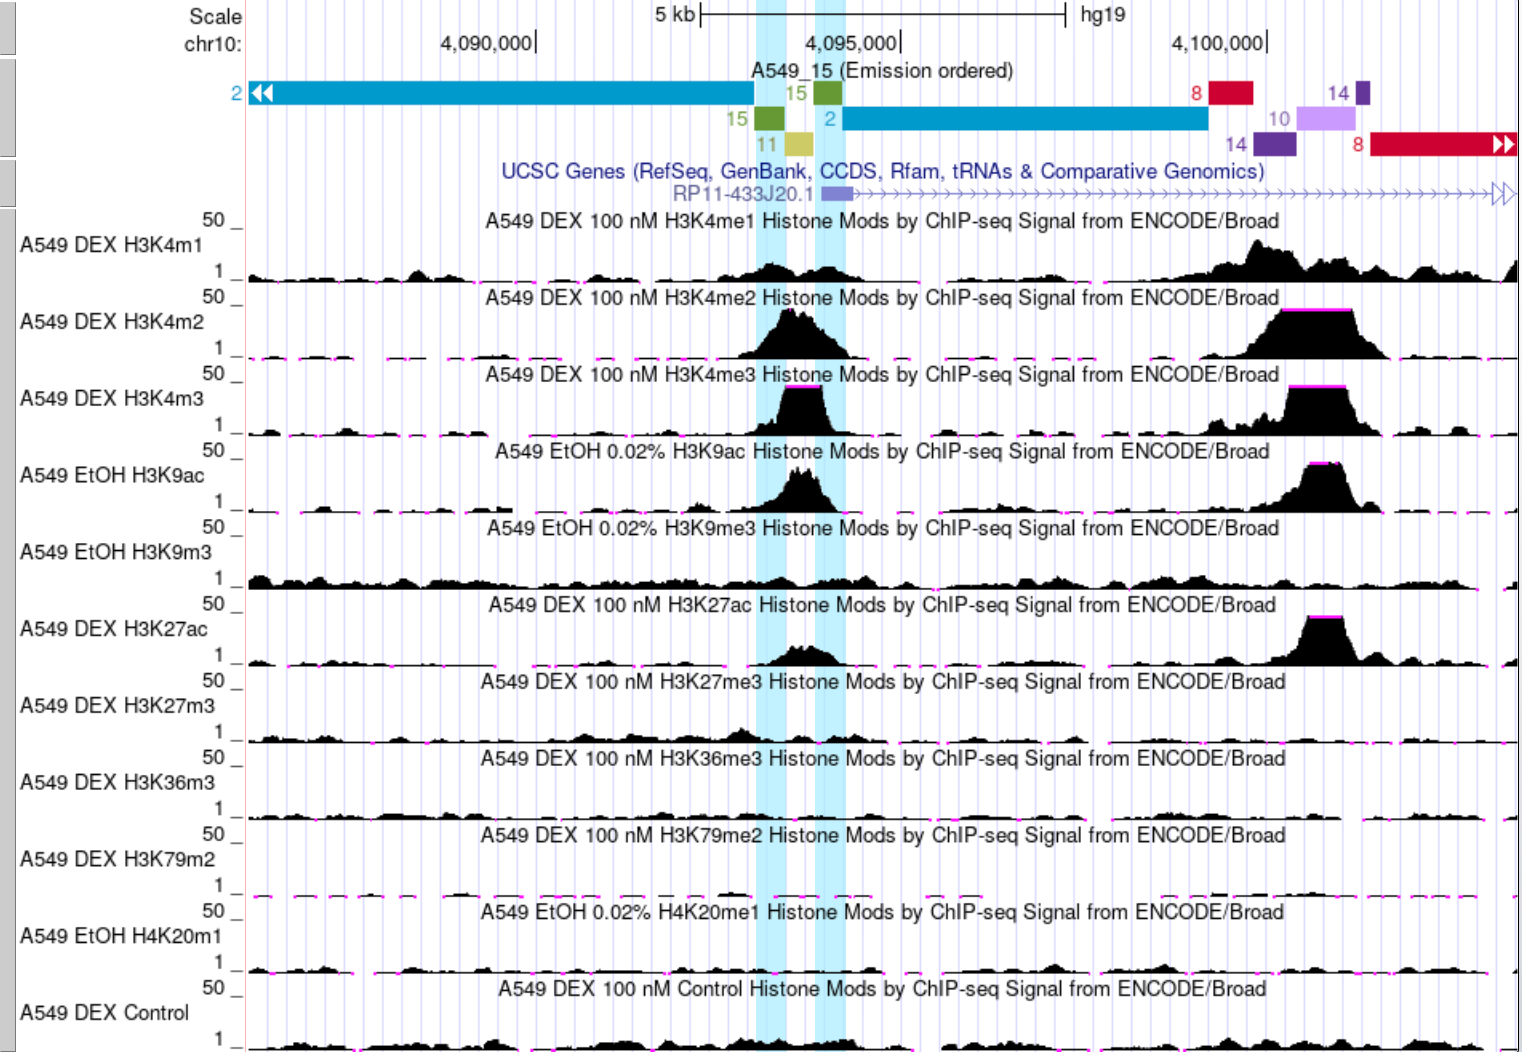 Scale 5 kb hg19
chr10: 4,090,000 4,095,000 4,100,000
A549_15 (Emission ordered)
2 15 8 14
15 2 10
11 14 8
UCSC Genes (RefSeq, GenBank, CCDS, Rfam, tRNAs & Comparative Genomics)
RP11-433J20.1
50
A549 DEX 100 nM H3K4me1 Histone Mods by ChIP-seq Signal from ENCODE/Broad
A549 DEX H3K4m1
1
50
A549 DEX 100 nM H3K4me2 Histone Mods by ChIP-seq Signal from ENCODE/Broad
A549 DEX H3K4m2
1
50
A549 DEX 100 nM H3K4me3 Histone Mods by ChIP-seq Signal from ENCODE/Broad
A549 DEX H3K4m3
1
50
A549 EtOH 0.02% H3K9ac Histone Mods by ChIP-seq Signal from ENCODE/Broad
A549 EtOH H3K9ac
1
50
A549 EtOH 0.02% H3K9me3 Histone Mods by ChIP-seq Signal from ENCODE/Broad
A549 EtOH H3K9m3
1
50
A549 DEX 100 nM H3K27ac Histone Mods by ChIP-seq Signal from ENCODE/Broad
A549 DEX H3K27ac
1
50
A549 DEX 100 nM H3K27me3 Histone Mods by ChIP-seq Signal from ENCODE/Broad
A549 DEX H3K27m3
1
50
A549 DEX 100 nM H3K36me3 Histone Mods by ChIP-seq Signal from ENCODE/Broad
A549 DEX H3K36m3
1
50
A549 DEX 100 nM H3K79me2 Histone Mods by ChIP-seq Signal from ENCODE/Broad
A549 DEX H3K79m2
1
50
A549 EtOH 0.02% H4K20me1 Histone Mods by ChIP-seq Signal from ENCODE/Broad
A549 EtOH H4K20m1
1
50
A549 DEX 100 nM Control Histone Mods by ChIP-seq Signal from ENCODE/Broad
A549 DEX Control
1